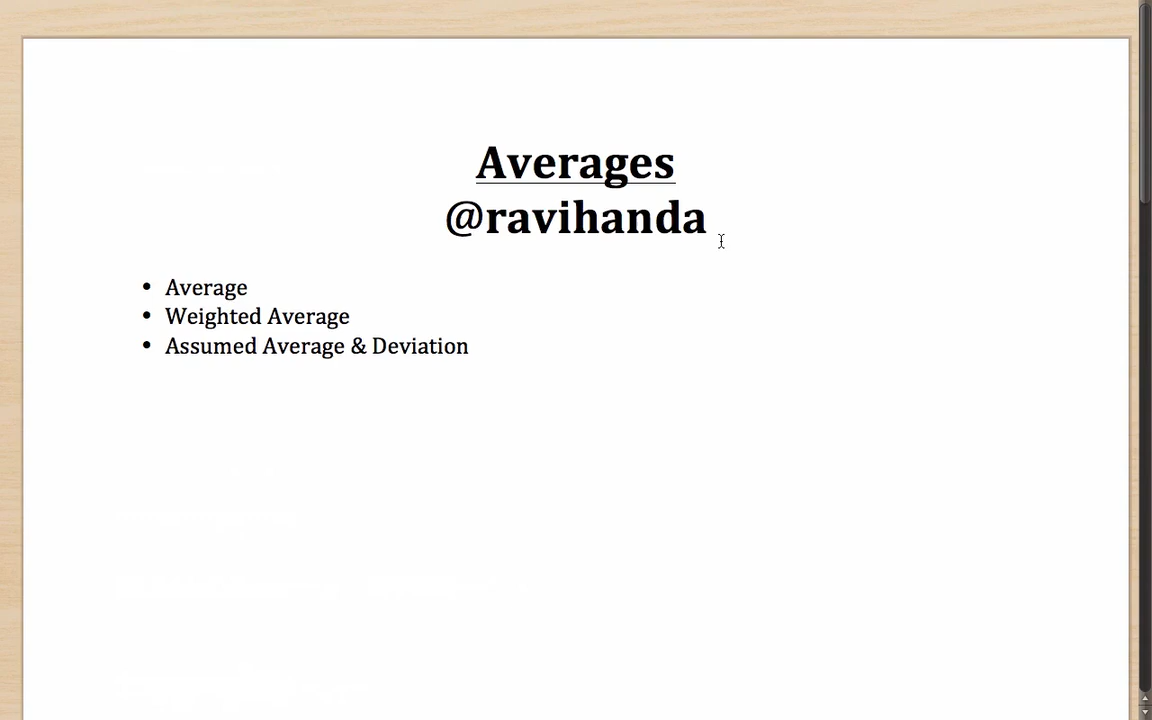 Averages
@ravihanda
• Average
• Weighted Average
• Assumed Average & Deviation